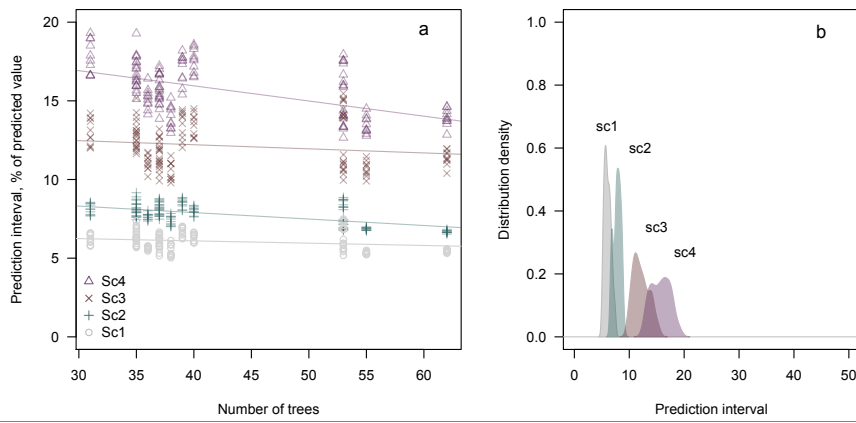 a
20
15
10
5
0
Prediction interval, % of predicted value
Sc4
Sc3
Sc2
Sc1
30 35 40 45 50 55 60
Number of trees
b
1.0
0.8
0.6
0.4
0.2
0.0
Distribution density
sc1
sc2
sc3
sc4
0 10 20 30 40 50
Prediction interval